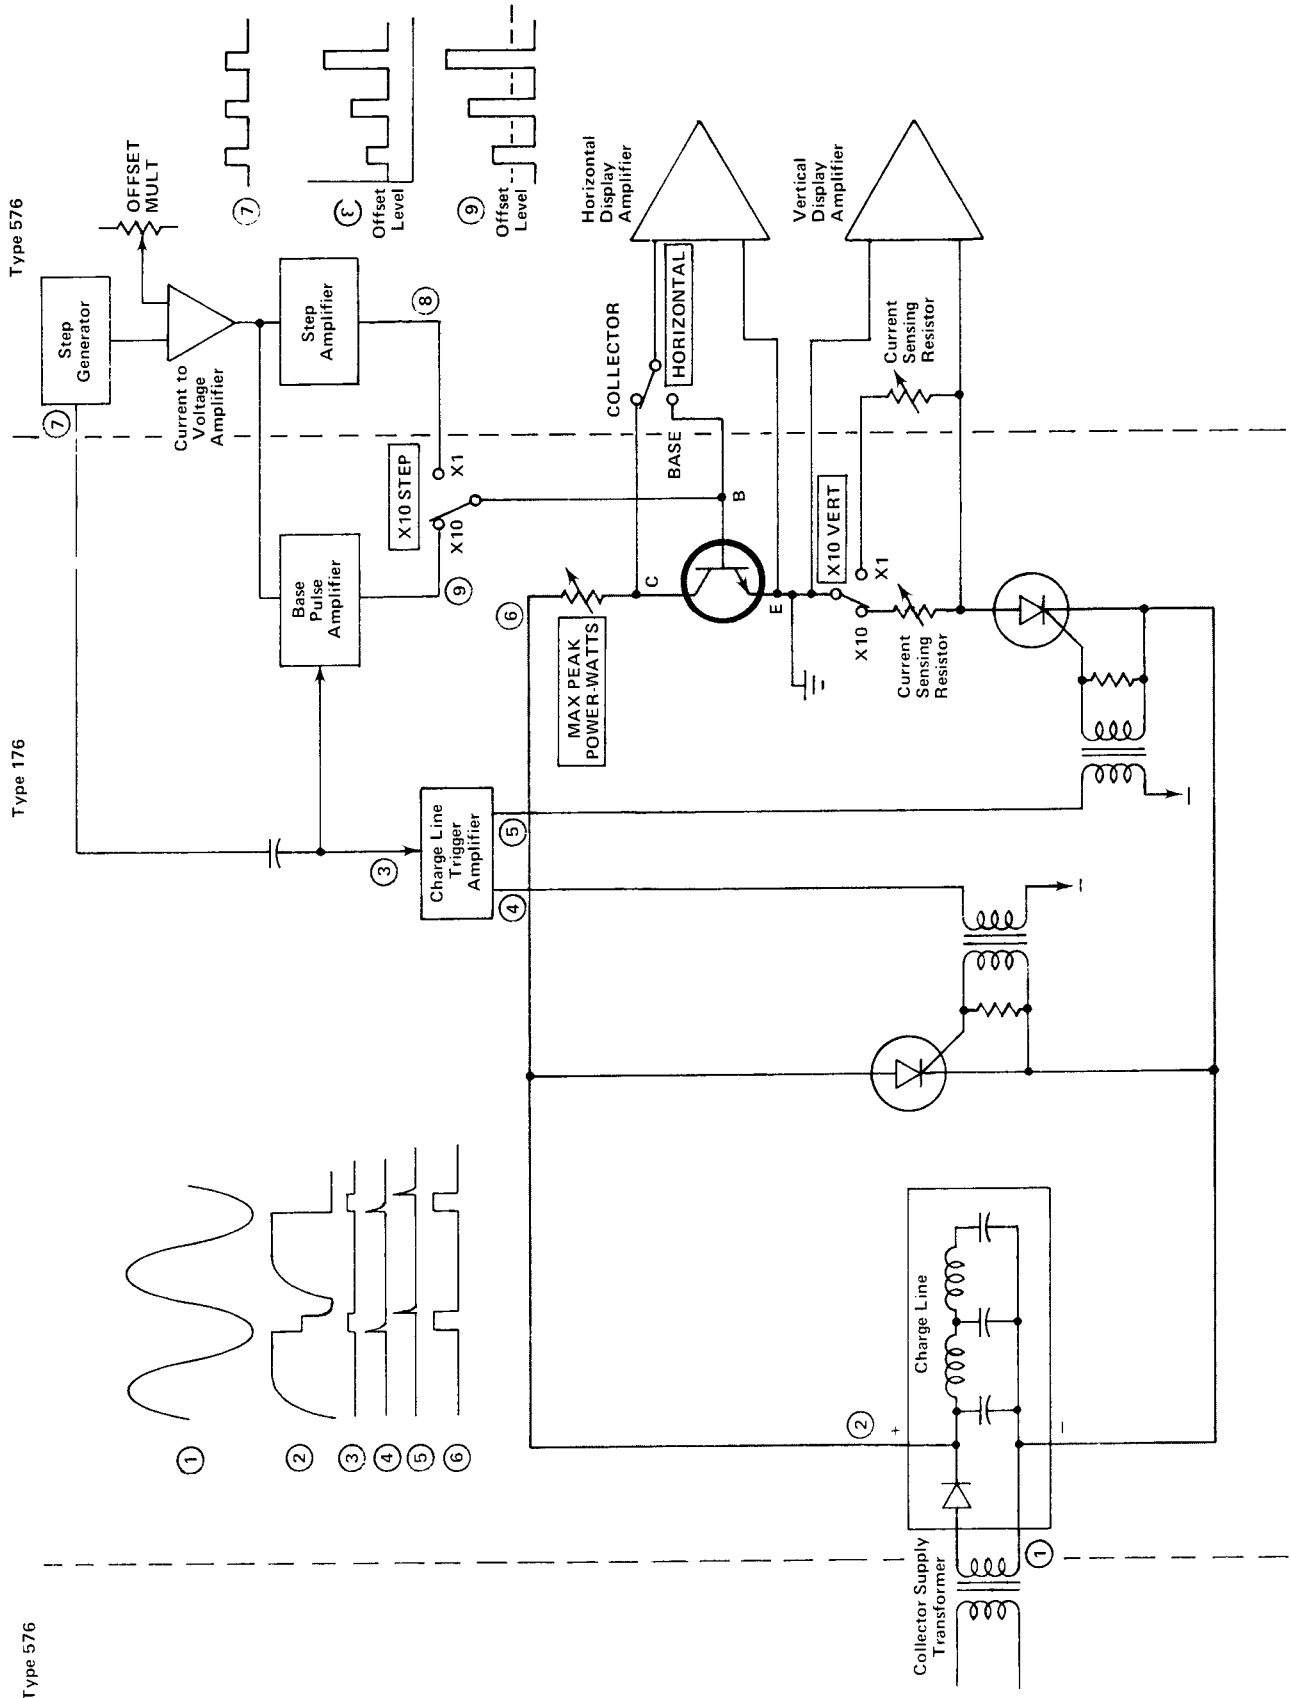 Type 576
Type 176
Type 576
①
②
③
④
⑤
⑥
Collector Supply
Transformer
①
②
+
−
Charge Line
③
Charge Line
Trigger
Amplifier
④
⑤
⑥
MAX PEAK
POWER-WATTS
Base
Pulse
Amplifier
⑨
X10 STEP
X10
X1
C
B
E
X10 VERT
X10
X1
Current
Sensing
Resistor
⑦
Step
Generator
OFFSET
MULT
Current to
Voltage
Amplifier
Step
Amplifier
⑧
COLLECTOR
BASE
HORIZONTAL
Horizontal
Display
Amplifier
Vertical
Display
Amplifier
Current
Sensing
Resistor
⑦
Offset
Level
⑨
Offset
Level